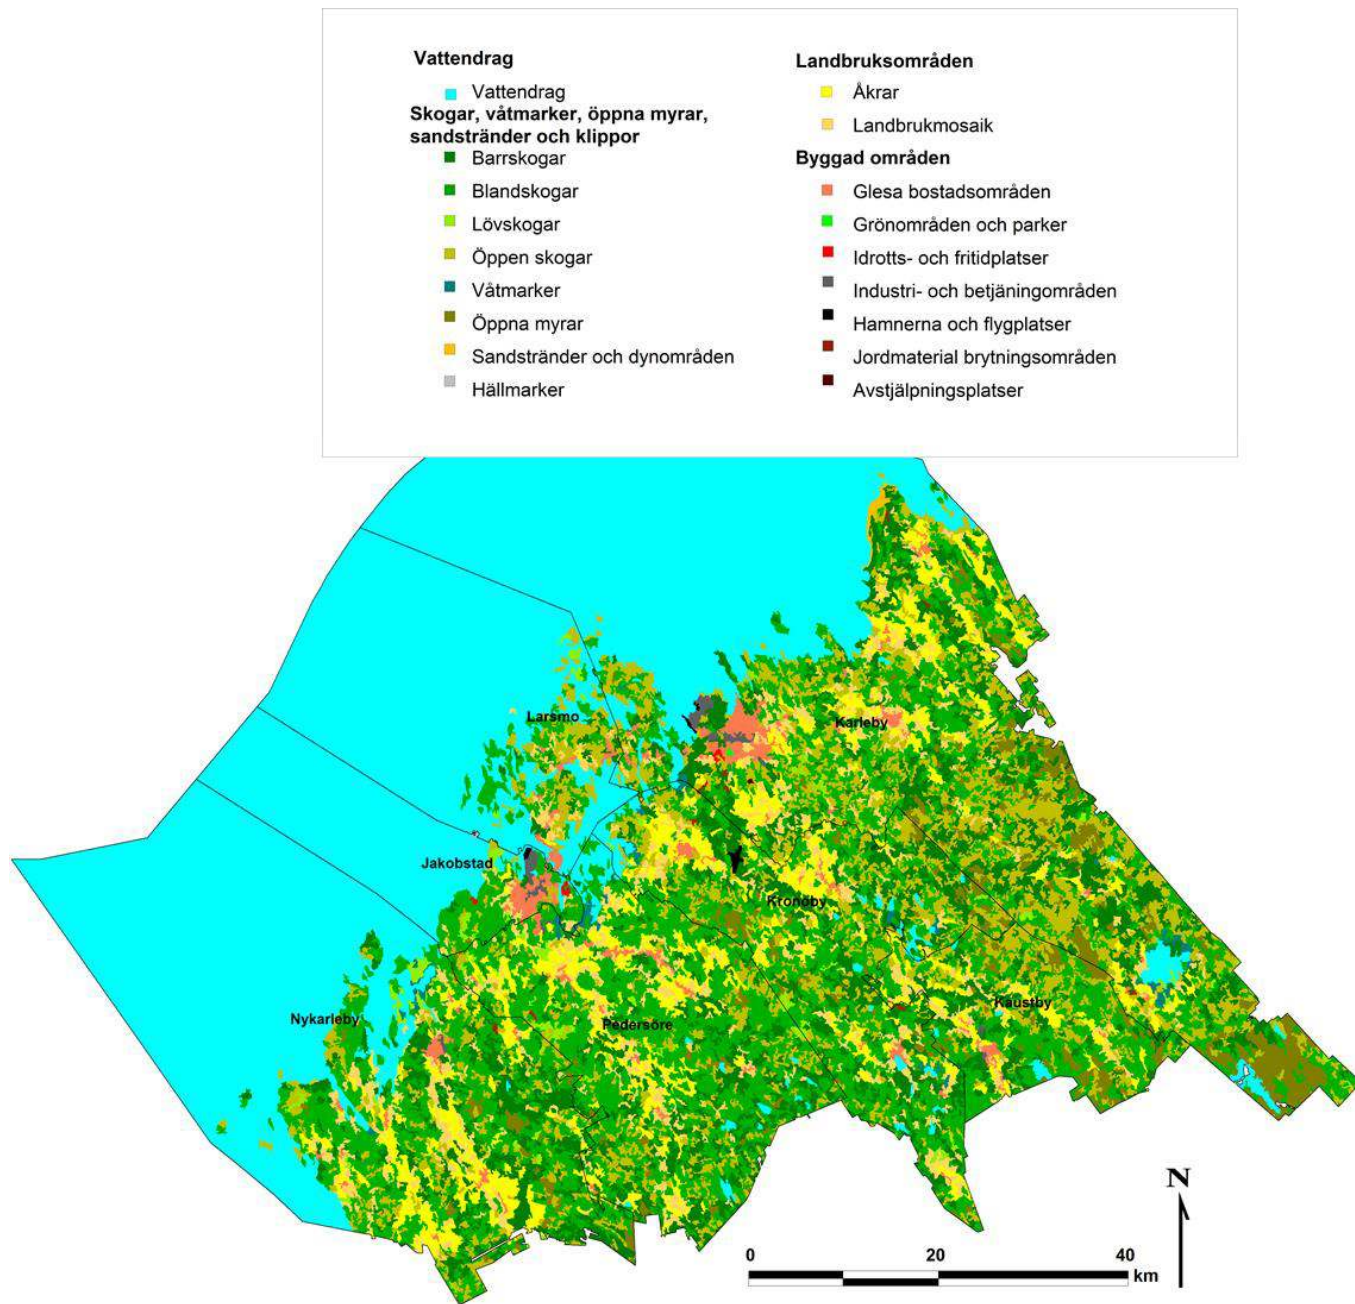 Vattendrag
Vattendrag
Skogar, våtmarker, öppna myrar,
sandstränder och klippor
Barrskogar
Blandskogar
Lövskogar
Öppen skogar
Våtmarker
Öppna myrar
Sandstränder och dynområden
Hällmarker
Landbruksområden
Åkrar
Landbrukmosaik
Byggad områden
Glesa bostadsområden
Grönområden och parker
Idrotts- och fritidplatser
Industri- och betjäningområden
Hamnerna och flygplatser
Jordmaterial brytningsområden
Avstjälpningsplatser
Larsmo
Karleby
Jakobstad
Kronoby
Kaustby
Nykarleby
Pedersöre
N
0 20 40
km